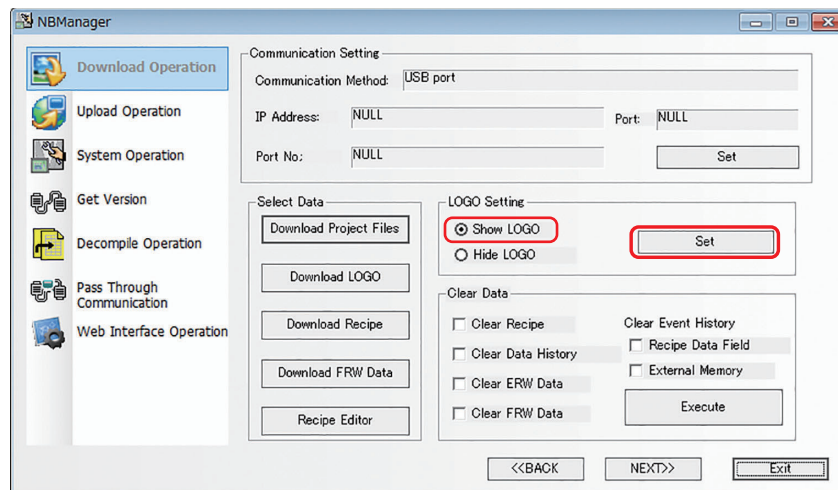 NBManager
Download Operation
Upload Operation
System Operation
Get Version
Decompile Operation
Pass Through
Communication
Web Interface Operation
Communication Setting
Communication Method: USB port
IP Address: NULL Port: NULL
Port No: NULL Set
Select Data
Download Project Files
Download LOGO
Download Recipe
Download FRW Data
Recipe Editor
LOGO Setting
Show LOGO
Hide LOGO
Set
Clear Data
Clear Recipe
Clear Data History
Clear ERW Data
Clear FRW Data
Clear Event History
Recipe Data Field
External Memory
Execute
<<BACK NEXT>> Exit